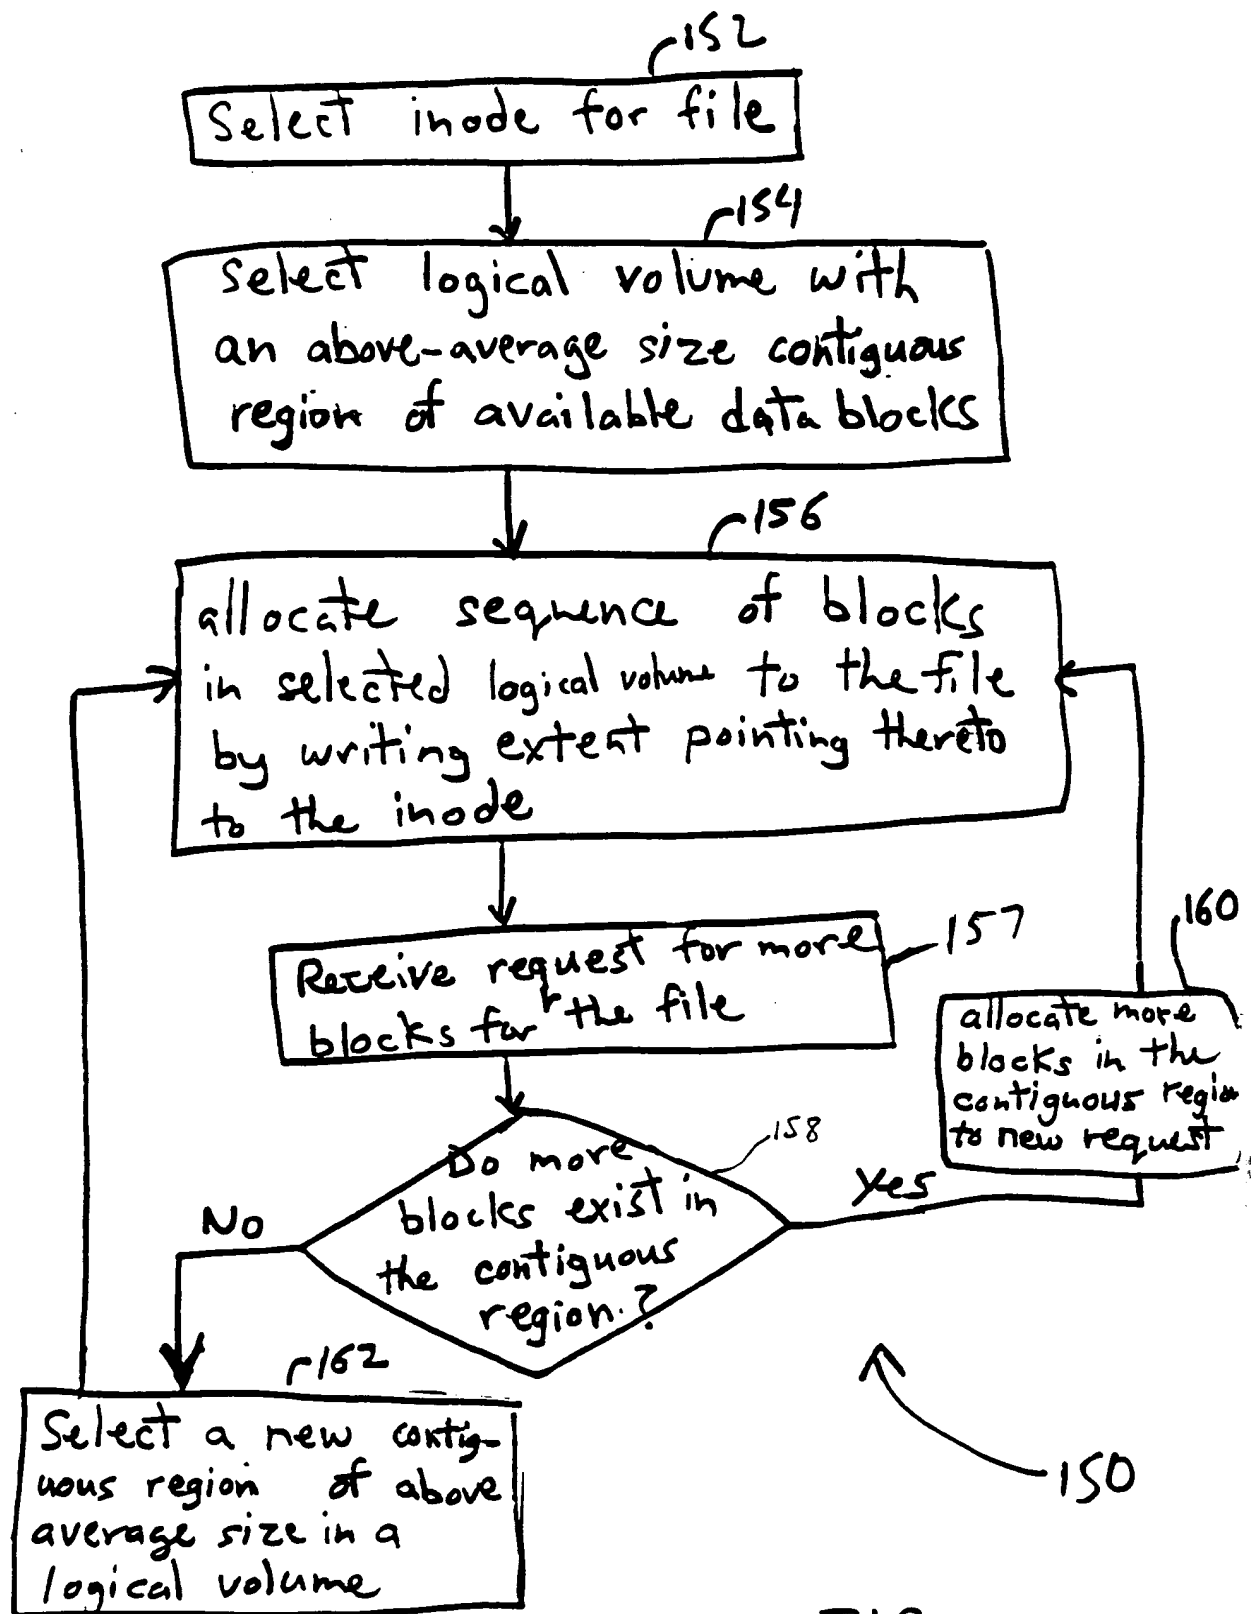 152
Select inode for file
154
Select logical volume with
an above-average size contiguous
region of available data blocks
156
allocate sequence of blocks
in selected logical volume to the file
by writing extent pointing thereto
to the inode
157
Receive request for more
blocks for the file
158
Do more
blocks exist in
the contiguous
region?
Yes
No
160
allocate more
blocks in the
contiguous region
to new request
162
Select a new contig-
uous region of above
average size in a
logical volume
150